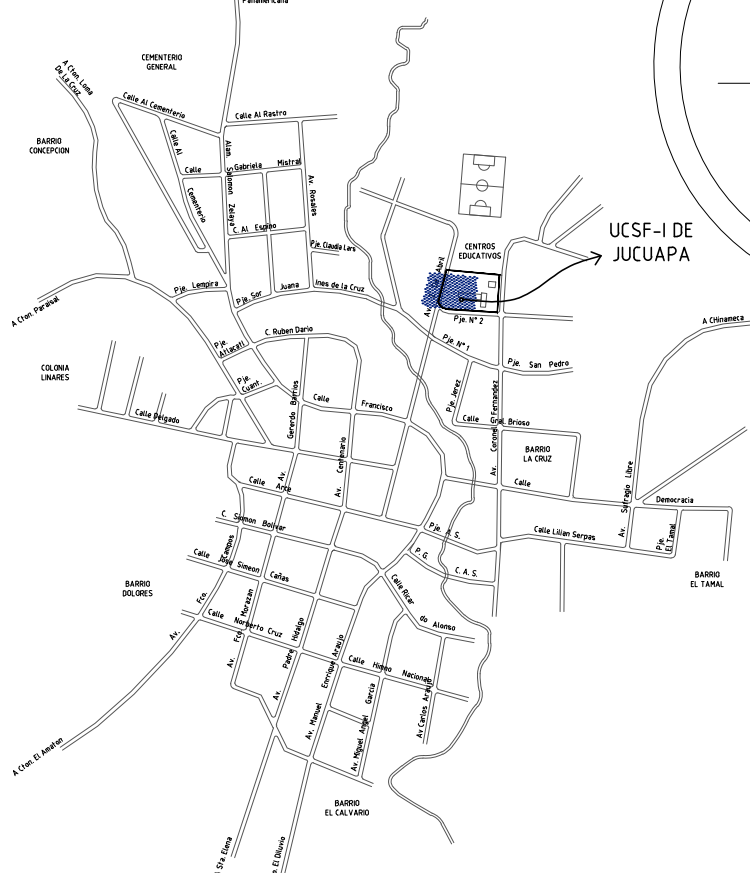 Panamericana
CEMENTERIO
GENERAL
A Cton. Loma
De La Cruz
Calle Al Cementerio
Calle Al Rastro
BARRIO
CONCEPCION
Calle Al
Cementerio
Alam. Salomon Zelaya
Calle Gabriela Mistral
Av. Rosales
C. Al Espino
Pje. Claudia Lars
CENTROS
EDUCATIVOS
UCSF-I DE
JUCUAPA
Abril
Av.
Pje. Lempira
Pje. Sor Juana Ines de la Cruz
A Cton. Paraisal
Pje. N° 2
A CHinameca
C. Ruben Dario
Pje. N° 1
Pje.
Atlacatl
Pje. San Pedro
COLONIA
LINARES
Pje.
Cuant.
Pje. Jerez
Av. Coronel Fernandez
Av. Gererdo Barrios
Calle Francisco
Calle Delgado
Calle Gral. Brioso
BARRIO
LA CRUZ
Av. Centenario
Av. Sufragio Libre
Calle Democracia
Calle Arce
C. Siomon Bolivar
Pje. A. S.
Calle Lilian Serpas
Pje.
El Tamal
P.G.
C. A. S.
Calle Jose Simeon Cañas
BARRIO
EL TAMAL
BARRIO
DOLORES
Av. Fco. Campos
Av. Fco. Morazan
Calle Ricar do Alonso
Calle Norberto Cruz
Av. Padre Hidalgo
Av. Manuel Enrrique Araujo
Calle Himno Nacional
Av. Miguel Angel Garcia
Av Carlos Araujo
A Cton. El Amaton
BARRIO
EL CALVARIO
Sta. Elena
El Diluvio